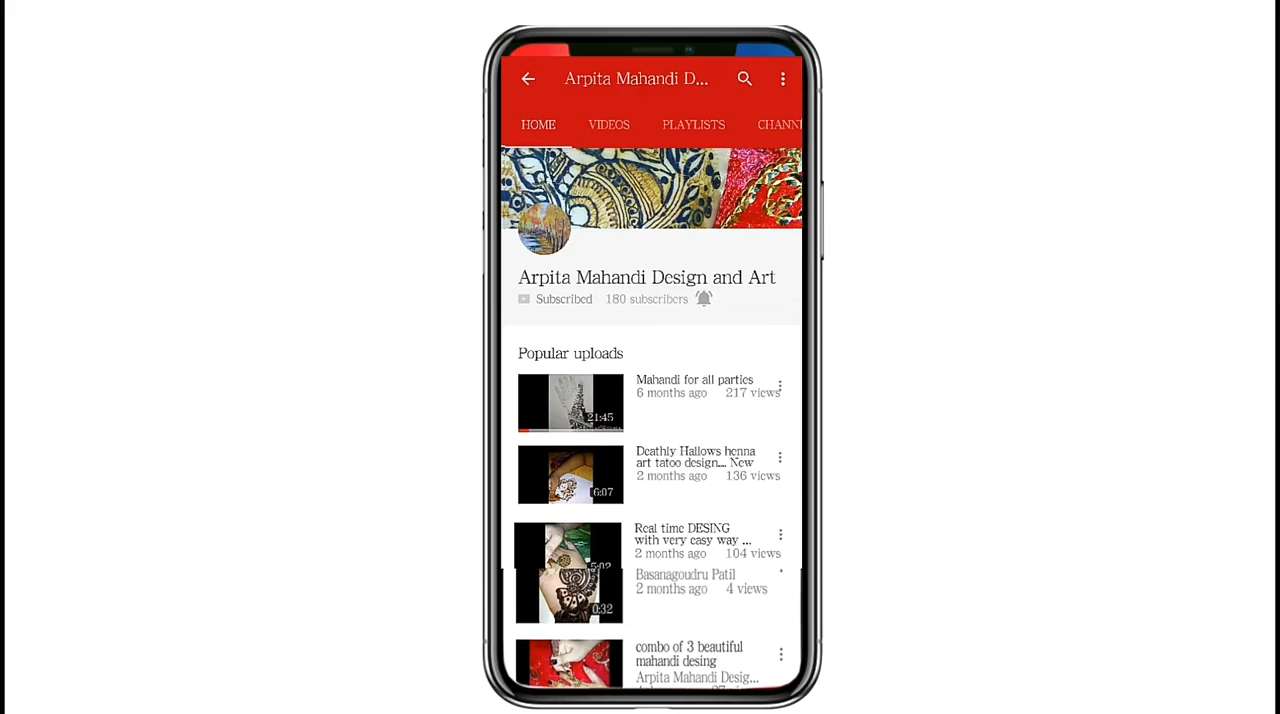 Arpita Mahandi D...
HOME VIDEOS PLAYLISTS CHANN
Arpita Mahandi Design and Art
Subscribed 180 subscribers
Popular uploads
Mahandi for all parties
6 months ago 217 views
21:45
Deathly Hallows henna
art tatoo design.... New
2 months ago 136 views
6:07
Real time DESING
with very easy way ...
2 months ago 104 views
5:02
Basanagoudru Patil
2 months ago 4 views
0:32
combo of 3 beautiful
mahandi desing
Arpita Mahandi Desig...